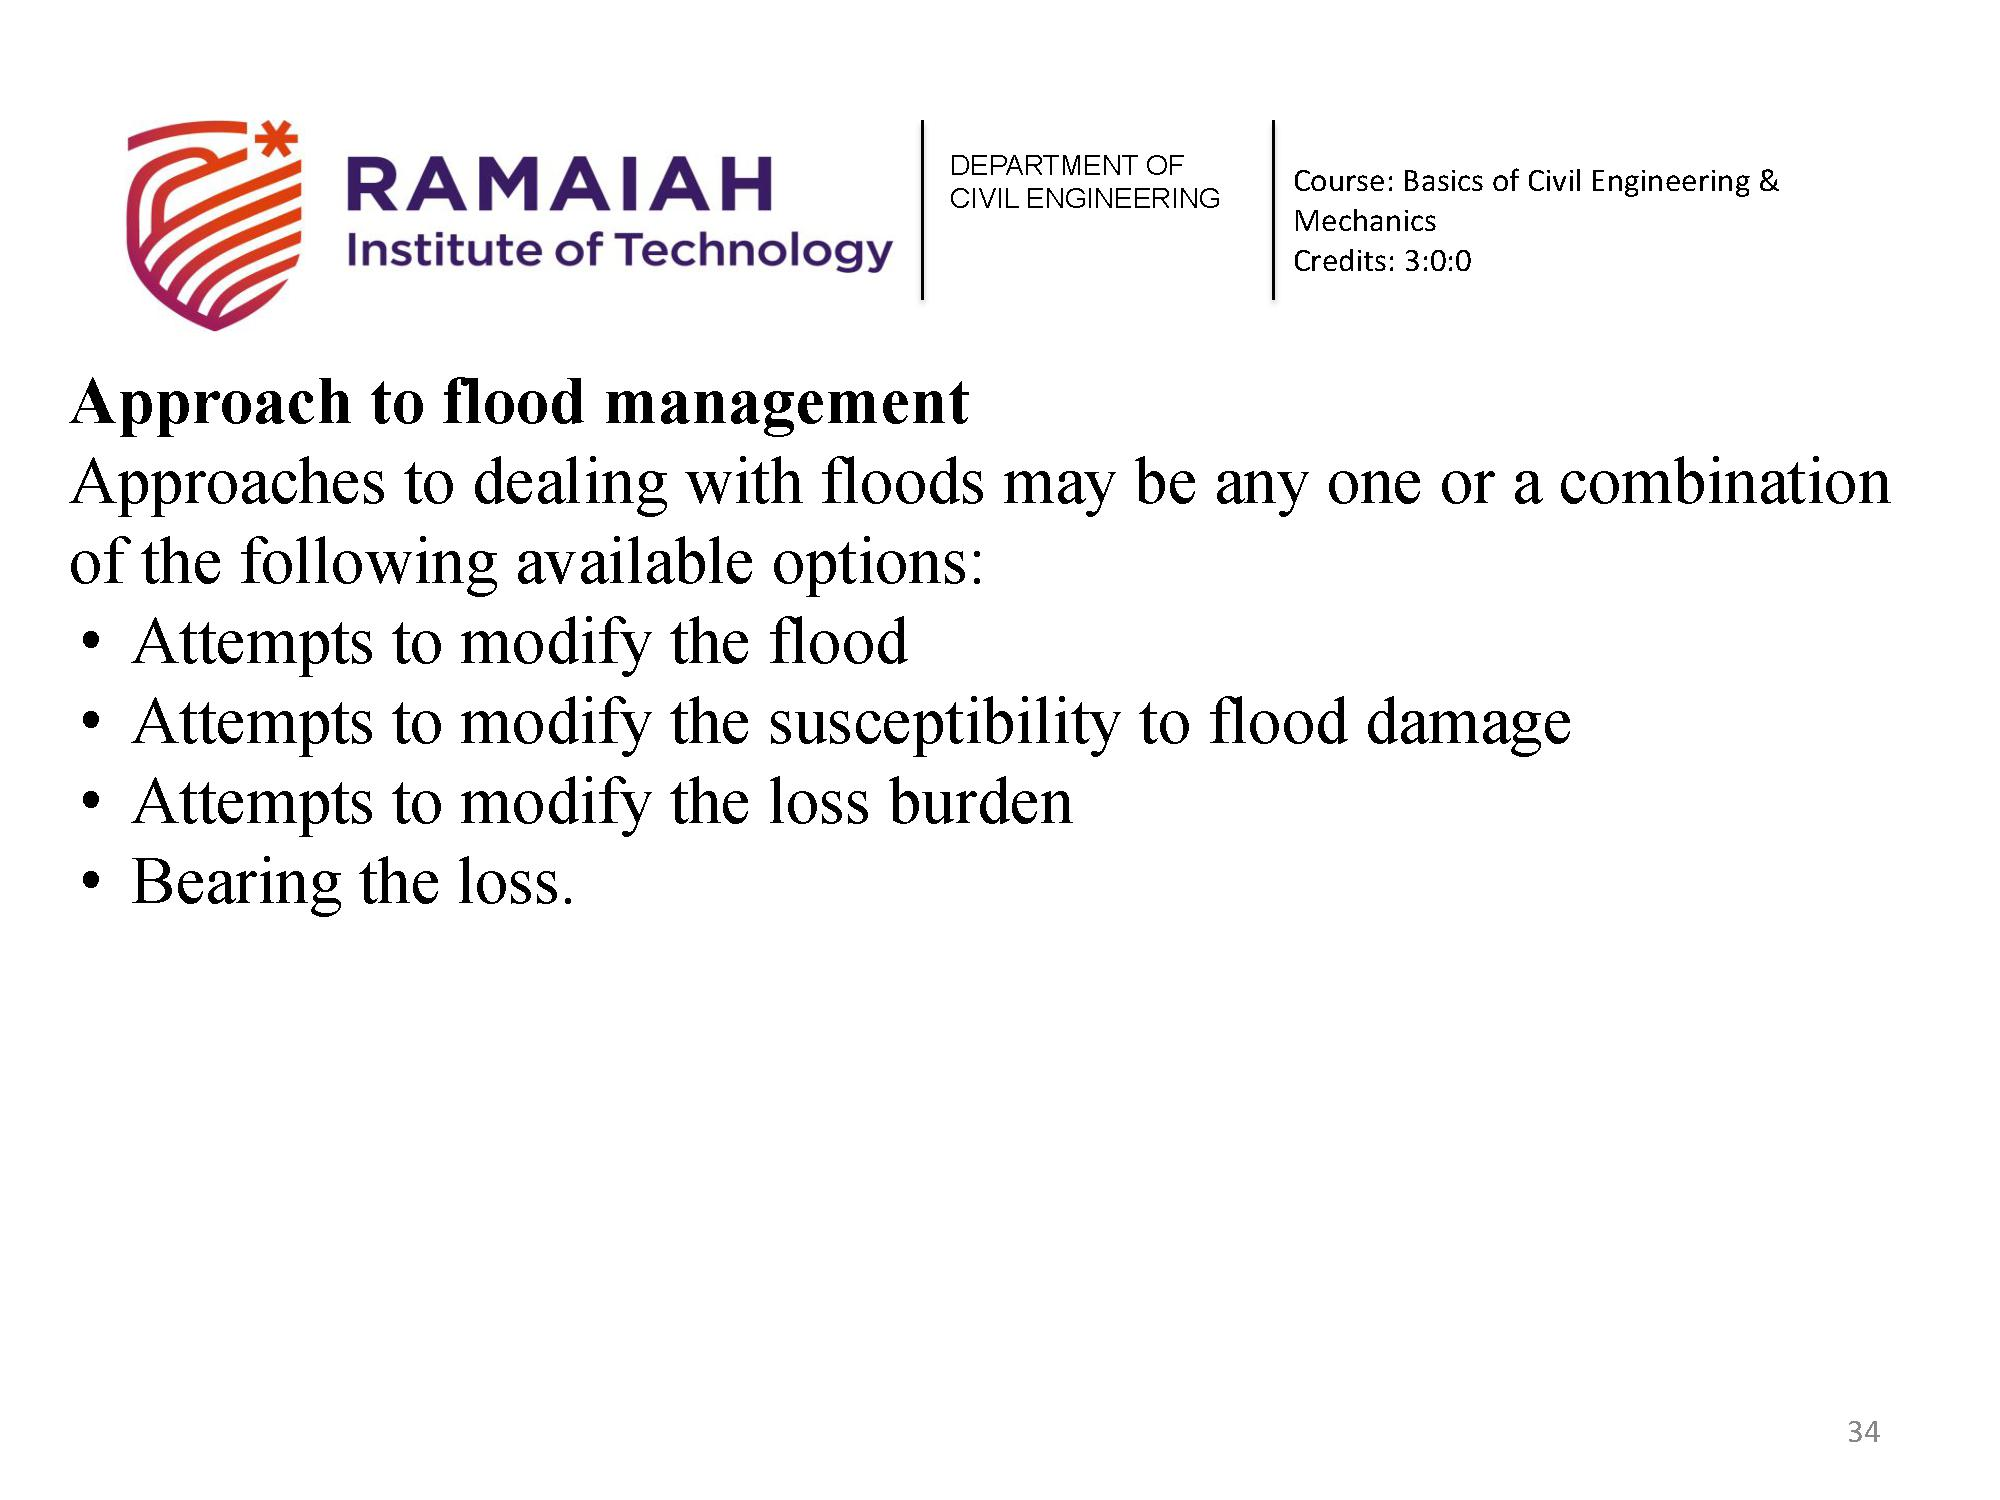 RAMAIAH
Institute of Technology
DEPARTMENT OF
CIVIL ENGINEERING
Course: Basics of Civil Engineering &
Mechanics
Credits: 3:0:0
Approach to flood management
Approaches to dealing with floods may be any one or a combination
of the following available options:
• Attempts to modify the flood
• Attempts to modify the susceptibility to flood damage
• Attempts to modify the loss burden
• Bearing the loss.
34